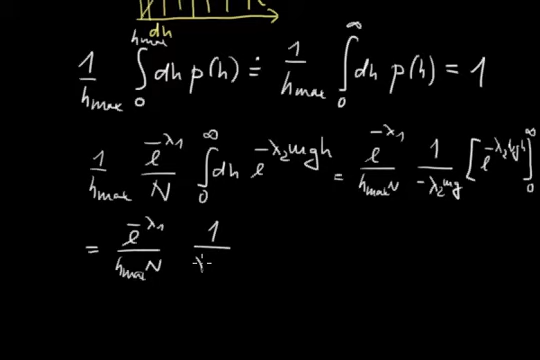 dh
1/h_max ∫_0^{h_max} dh p(h) ≐ 1/h_max ∫_0^∞ dh p(h) = 1
1/h_max e^{-λ_1}/N ∫_0^∞ dh e^{-λ_2 mgh} = e^{-λ_1}/(h_max N) 1/(-λ_2 mg) [e^{-λ_2 mgh}]_0^∞
= e^{-λ_1}/(h_max N) 1/λ